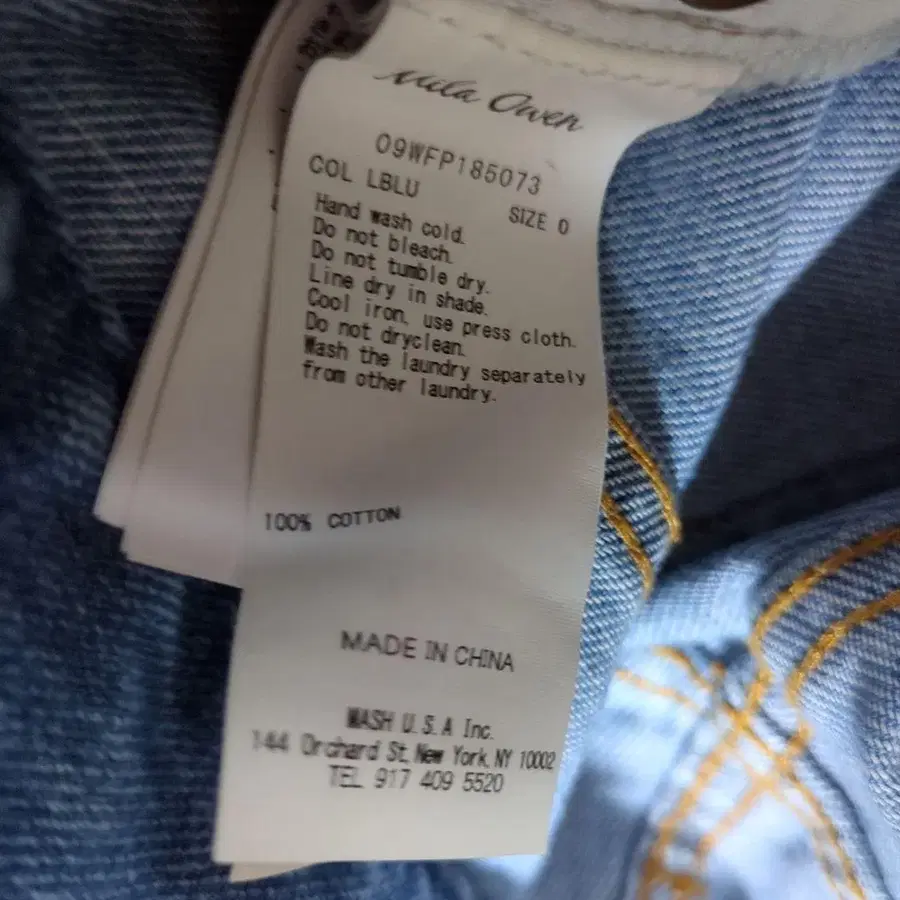 Mila Owen
09WFP185073
COL LBLU
SIZE 0
Hand wash cold.
Do not bleach.
Do not tumble dry.
Line dry in shade.
Cool iron, use press cloth.
Do not dryclean.
Wash the laundry separately
from other laundry.
100% COTTON
MADE IN CHINA
MASH U.S.A Inc.
144 Orchard St, New York, NY 10002
TEL 917 409 5520